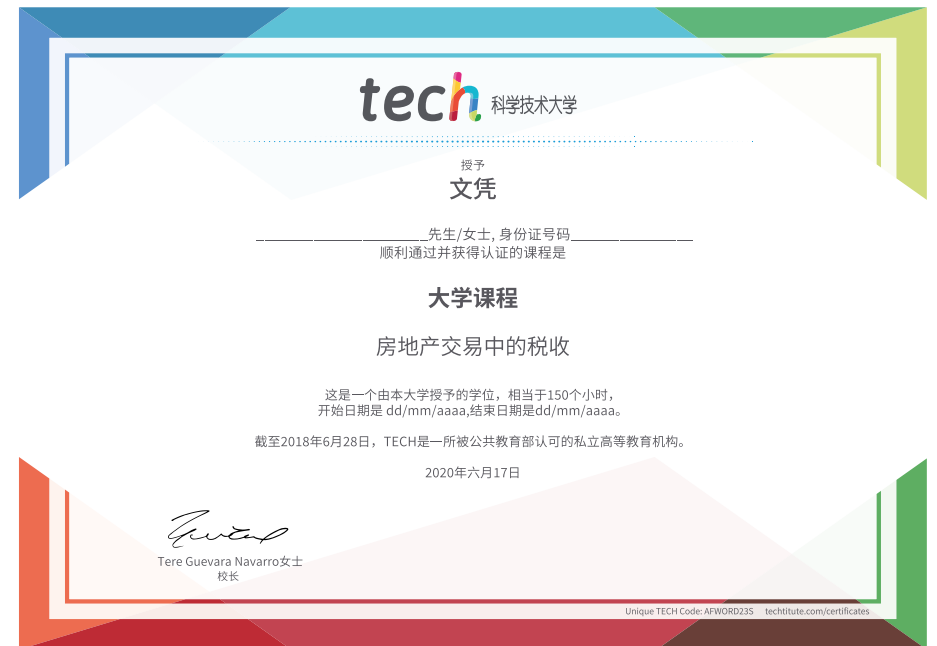 tech 科学技术大学
授予
文凭
______________________先生/女士, 身份证号码________________
顺利通过并获得认证的课程是
大学课程
房地产交易中的税收
这是一个由本大学授予的学位，相当于150个小时，
开始日期是 dd/mm/aaaa,结束日期是dd/mm/aaaa。
截至2018年6月28日，TECH是一所被公共教育部认可的私立高等教育机构。
2020年六月17日
Tere Guevara Navarro女士
校长
Unique TECH Code: AFWORD23S techtitute.com/certificates